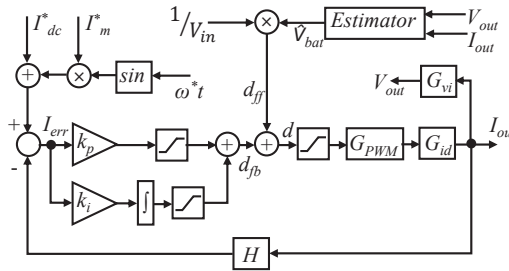 I*dc
I*m
1/Vin
×
v̂bat
Estimator
Vout
Iout
+
×
sin
ω*t
dff
Vout
Gvi
+
Ierr
-
kp
+
dfb
+
d
GPWM
Gid
Iou
ki
∫
H